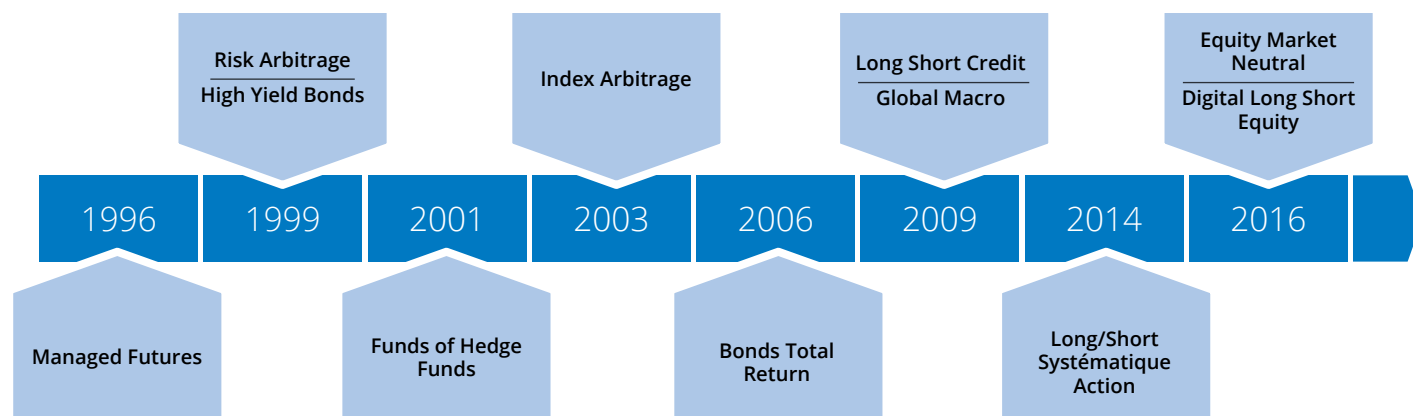 Risk Arbitrage
High Yield Bonds
Index Arbitrage
Long Short Credit
Global Macro
Equity Market
Neutral
Digital Long Short
Equity
1996
1999
2001
2003
2006
2009
2014
2016
Managed Futures
Funds of Hedge
Funds
Bonds Total
Return
Long/Short
Systématique
Action